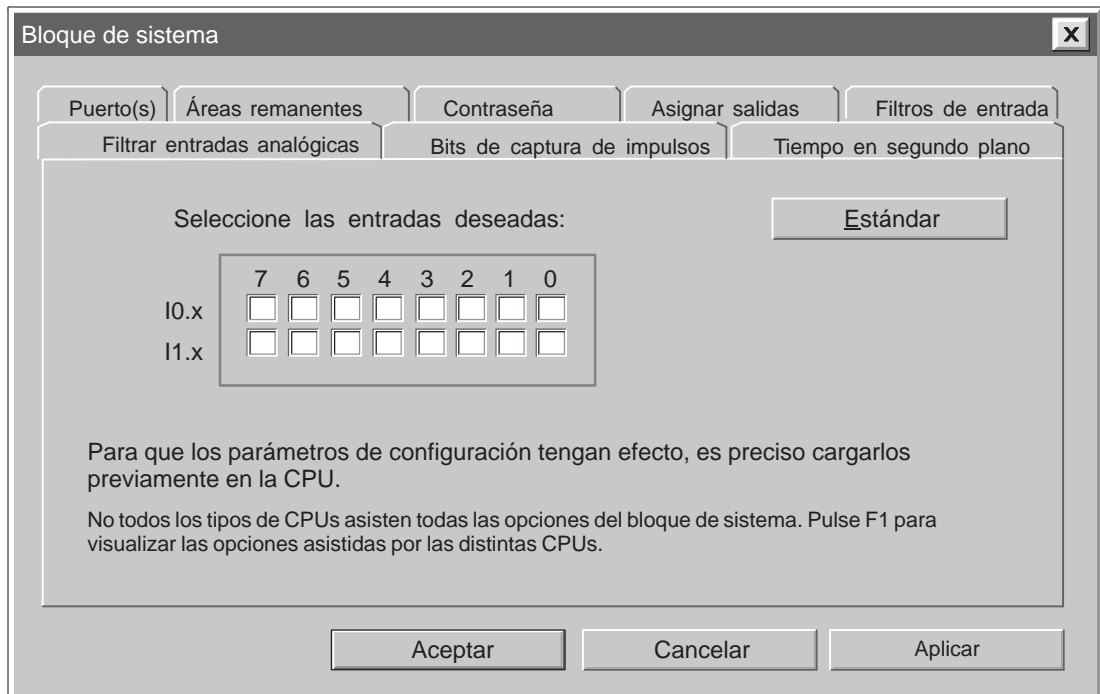 Bloque de sistema X
Puerto(s) Áreas remanentes Contraseña Asignar salidas Filtros de entrada
Filtrar entradas analógicas Bits de captura de impulsos Tiempo en segundo plano
Seleccione las entradas deseadas: Estándar
7 6 5 4 3 2 1 0
I0.x
I1.x
Para que los parámetros de configuración tengan efecto, es preciso cargarlos
previamente en la CPU.
No todos los tipos de CPUs asisten todas las opciones del bloque de sistema. Pulse F1 para
visualizar las opciones asistidas por las distintas CPUs.
Aceptar Cancelar Aplicar